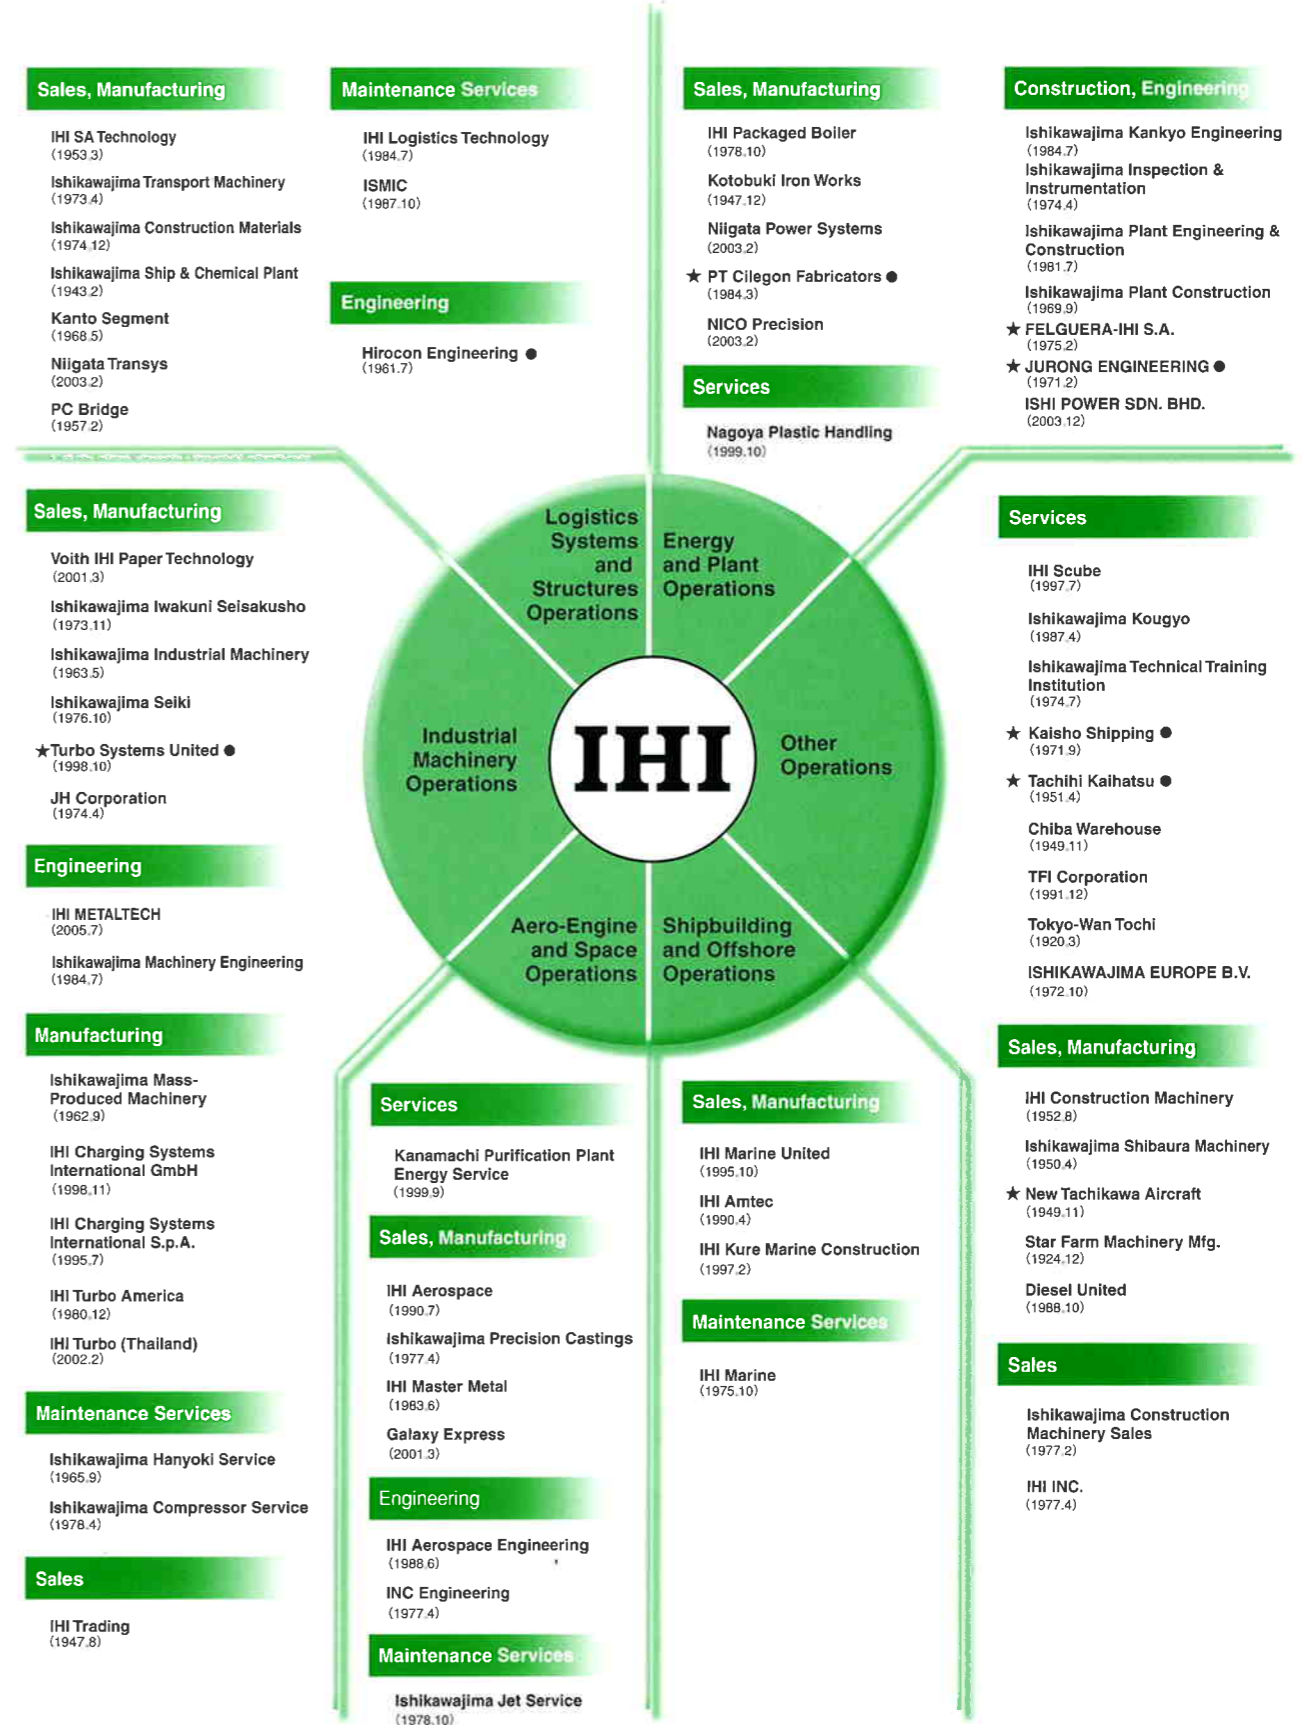 Sales, Manufacturing
IHI SA Technology
(1953.3)
Ishikawajima Transport Machinery
(1973.4)
Ishikawajima Construction Materials
(1974.12)
Ishikawajima Ship & Chemical Plant
(1943.2)
Kanto Segment
(1968.5)
Niigata Transys
(2003.2)
PC Bridge
(1957.2)
Maintenance Services
IHI Logistics Technology
(1984.7)
ISMIC
(1987.10)
Engineering
Hirocon Engineering ●
(1961.7)
Sales, Manufacturing
IHI Packaged Boiler
(1978.10)
Kotobuki Iron Works
(1947.12)
Niigata Power Systems
(2003.2)
★ PT Cilegon Fabricators ●
(1984.3)
NICO Precision
(2003.2)
Services
Nagoya Plastic Handling
(1999.10)
Construction, Engineering
Ishikawajima Kankyo Engineering
(1984.7)
Ishikawajima Inspection &
Instrumentation
(1974.4)
Ishikawajima Plant Engineering &
Construction
(1981.7)
Ishikawajima Plant Construction
(1969.9)
★ FELGUERA-IHI S.A.
(1975.2)
★ JURONG ENGINEERING ●
(1971.2)
ISHI POWER SDN. BHD.
(2003.12)
Logistics
Systems
and
Structures
Operations
Energy
and Plant
Operations
Industrial
Machinery
Operations
IHI
Other
Operations
Aero-Engine
and Space
Operations
Shipbuilding
and Offshore
Operations
Sales, Manufacturing
Voith IHI Paper Technology
(2001.3)
Ishikawajima Iwakuni Seisakusho
(1973.11)
Ishikawajima Industrial Machinery
(1963.5)
Ishikawajima Seiki
(1976.10)
★Turbo Systems United ●
(1998.10)
JH Corporation
(1974.4)
Engineering
IHI METALTECH
(2005.7)
Ishikawajima Machinery Engineering
(1984.7)
Manufacturing
Ishikawajima Mass-
Produced Machinery
(1962.9)
IHI Charging Systems
International GmbH
(1998.11)
IHI Charging Systems
International S.p.A.
(1995.7)
IHI Turbo America
(1980.12)
IHI Turbo (Thailand)
(2002.2)
Maintenance Services
Ishikawajima Hanyoki Service
(1965.9)
Ishikawajima Compressor Service
(1978.4)
Sales
IHI Trading
(1947.8)
Services
Kanamachi Purification Plant
Energy Service
(1999.9)
Sales, Manufacturing
IHI Aerospace
(1990.7)
Ishikawajima Precision Castings
(1977.4)
IHI Master Metal
(1983.6)
Galaxy Express
(2001.3)
Engineering
IHI Aerospace Engineering
(1988.6)
INC Engineering
(1977.4)
Maintenance Services
Ishikawajima Jet Service
(1978.10)
Sales, Manufacturing
IHI Marine United
(1995.10)
IHI Amtec
(1990.4)
IHI Kure Marine Construction
(1997.2)
Maintenance Services
IHI Marine
(1975.10)
Services
IHI Scube
(1997.7)
Ishikawajima Kougyo
(1987.4)
Ishikawajima Technical Training
Institution
(1974.7)
★ Kaisho Shipping ●
(1971.9)
★ Tachihi Kaihatsu ●
(1951.4)
Chiba Warehouse
(1949.11)
TFI Corporation
(1991.12)
Tokyo-Wan Tochi
(1920.3)
ISHIKAWAJIMA EUROPE B.V.
(1972.10)
Sales, Manufacturing
IHI Construction Machinery
(1952.8)
Ishikawajima Shibaura Machinery
(1950.4)
★ New Tachikawa Aircraft
(1949.11)
Star Farm Machinery Mfg.
(1924.12)
Diesel United
(1988.10)
Sales
Ishikawajima Construction
Machinery Sales
(1977.2)
IHI INC.
(1977.4)